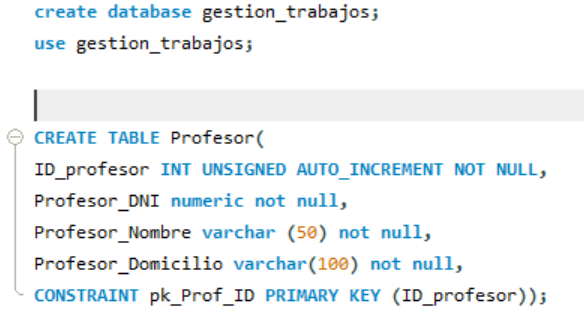 create database gestion_trabajos;
use gestion_trabajos;
CREATE TABLE Profesor(
ID_profesor INT UNSIGNED AUTO_INCREMENT NOT NULL,
Profesor_DNI numeric not null,
Profesor_Nombre varchar (50) not null,
Profesor_Domicilio varchar(100) not null,
CONSTRAINT pk_Prof_ID PRIMARY KEY (ID_profesor));